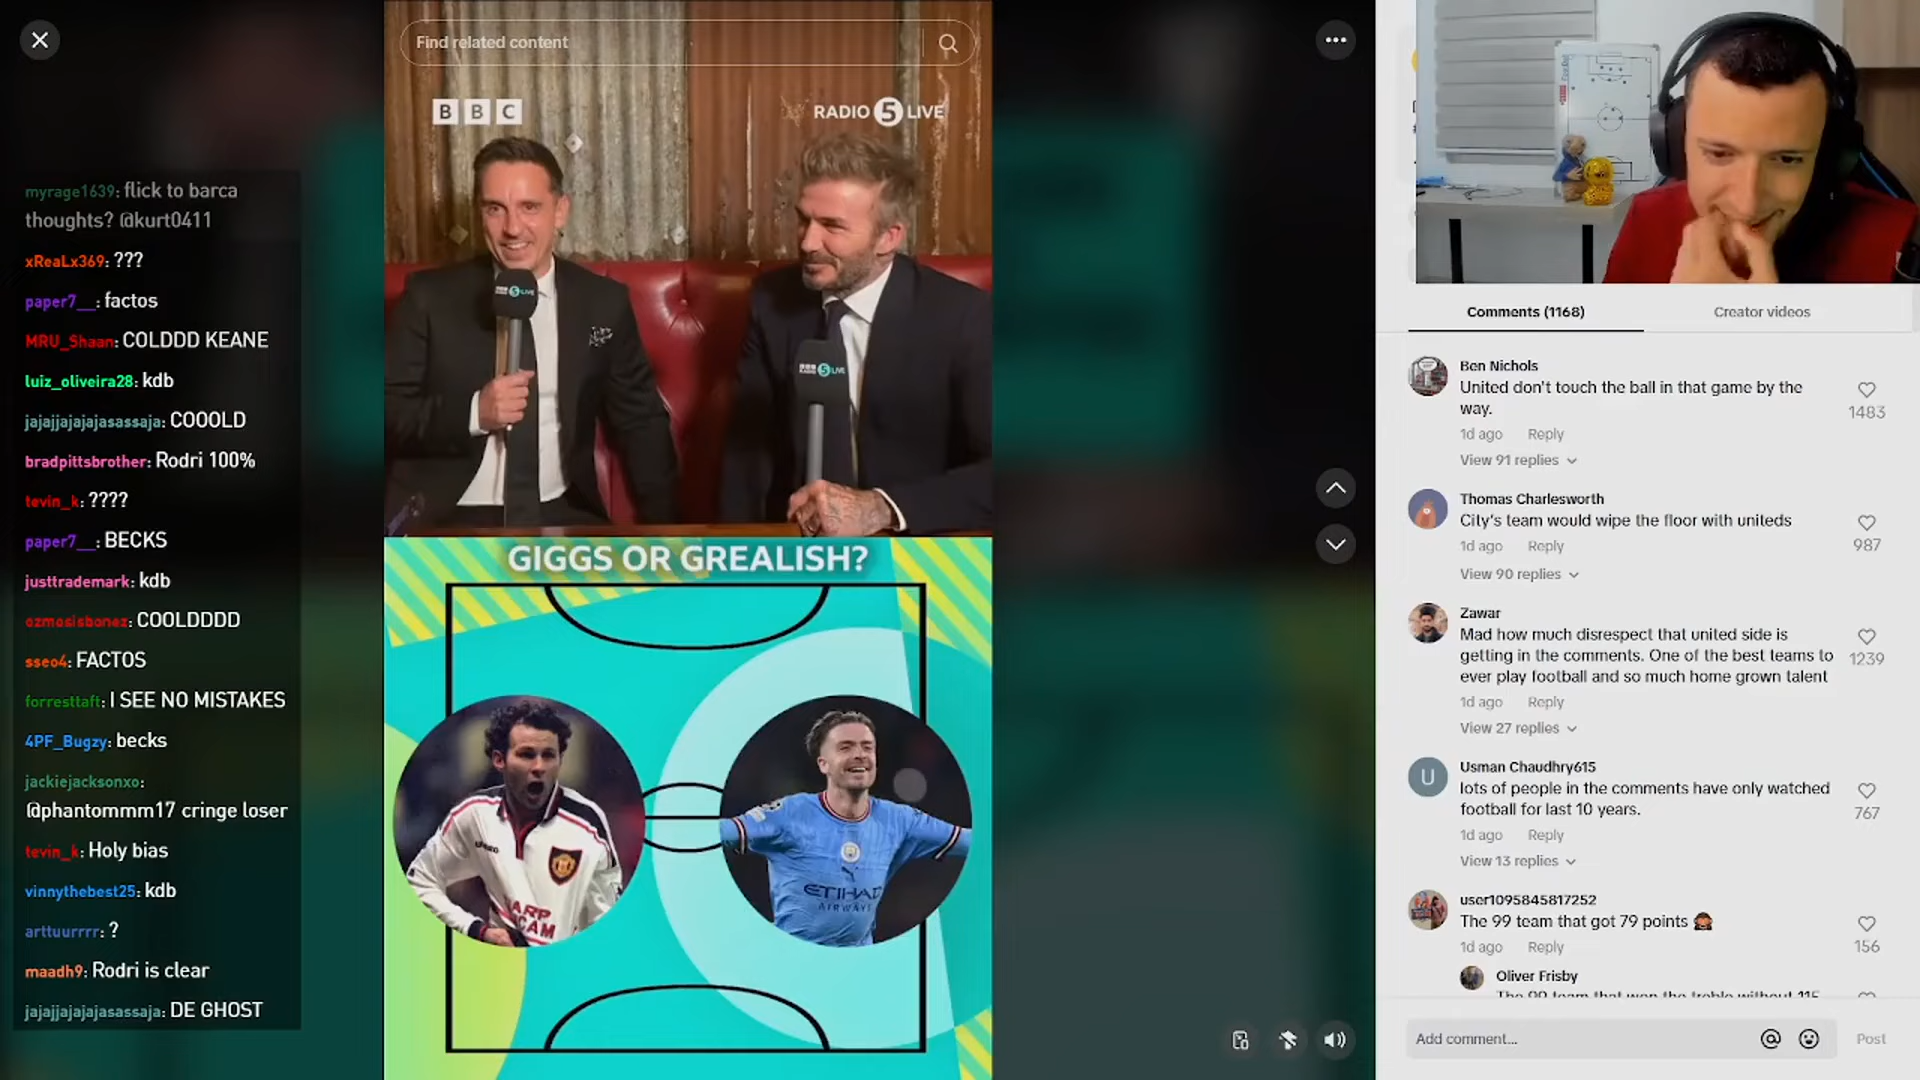 myrage1639: flick to barca
thoughts? @kurt0411
xReaLx369: ???
paper7__: factos
MRU_Shaan: COLDDD KEANE
luiz_oliveira28: kdb
jajajjajajajasassaja: COOOLD
bradpittsbrother: Rodri 100%
tevin_k: ????
paper7__: BECKS
justtrademark: kdb
ozmosisbonez: COOLDDDD
sseo4: FACTOS
forresttaft: I SEE NO MISTAKES
4PF_Bugzy: becks
jackiejacksonxo:
@phantommm17 cringe loser
tevin_k: Holy bias
vinnythebest25: kdb
arttuurrrr: ?
maadh9: Rodri is clear
jajajjajajajasassaja: DE GHOST
Find related content
BBC
RADIO 5 LIVE
GIGGS OR GREALISH?
ETIHAD
AIRWAYS
Comments (1168)
Creator videos
Ben Nichols
United don't touch the ball in that game by the
way.
1483
1d ago Reply
View 91 replies
Thomas Charlesworth
City's team would wipe the floor with uniteds
987
1d ago Reply
View 90 replies
Zawar
Mad how much disrespect that united side is
getting in the comments. One of the best teams to
ever play football and so much home grown talent
1239
1d ago Reply
View 27 replies
U
Usman Chaudhry615
lots of people in the comments have only watched
football for last 10 years.
767
1d ago Reply
View 13 replies
user1095845817252
The 99 team that got 79 points 🙈
156
1d ago Reply
Oliver Frisby
The 99 team that won the treble without 115
Add comment...
@
Post